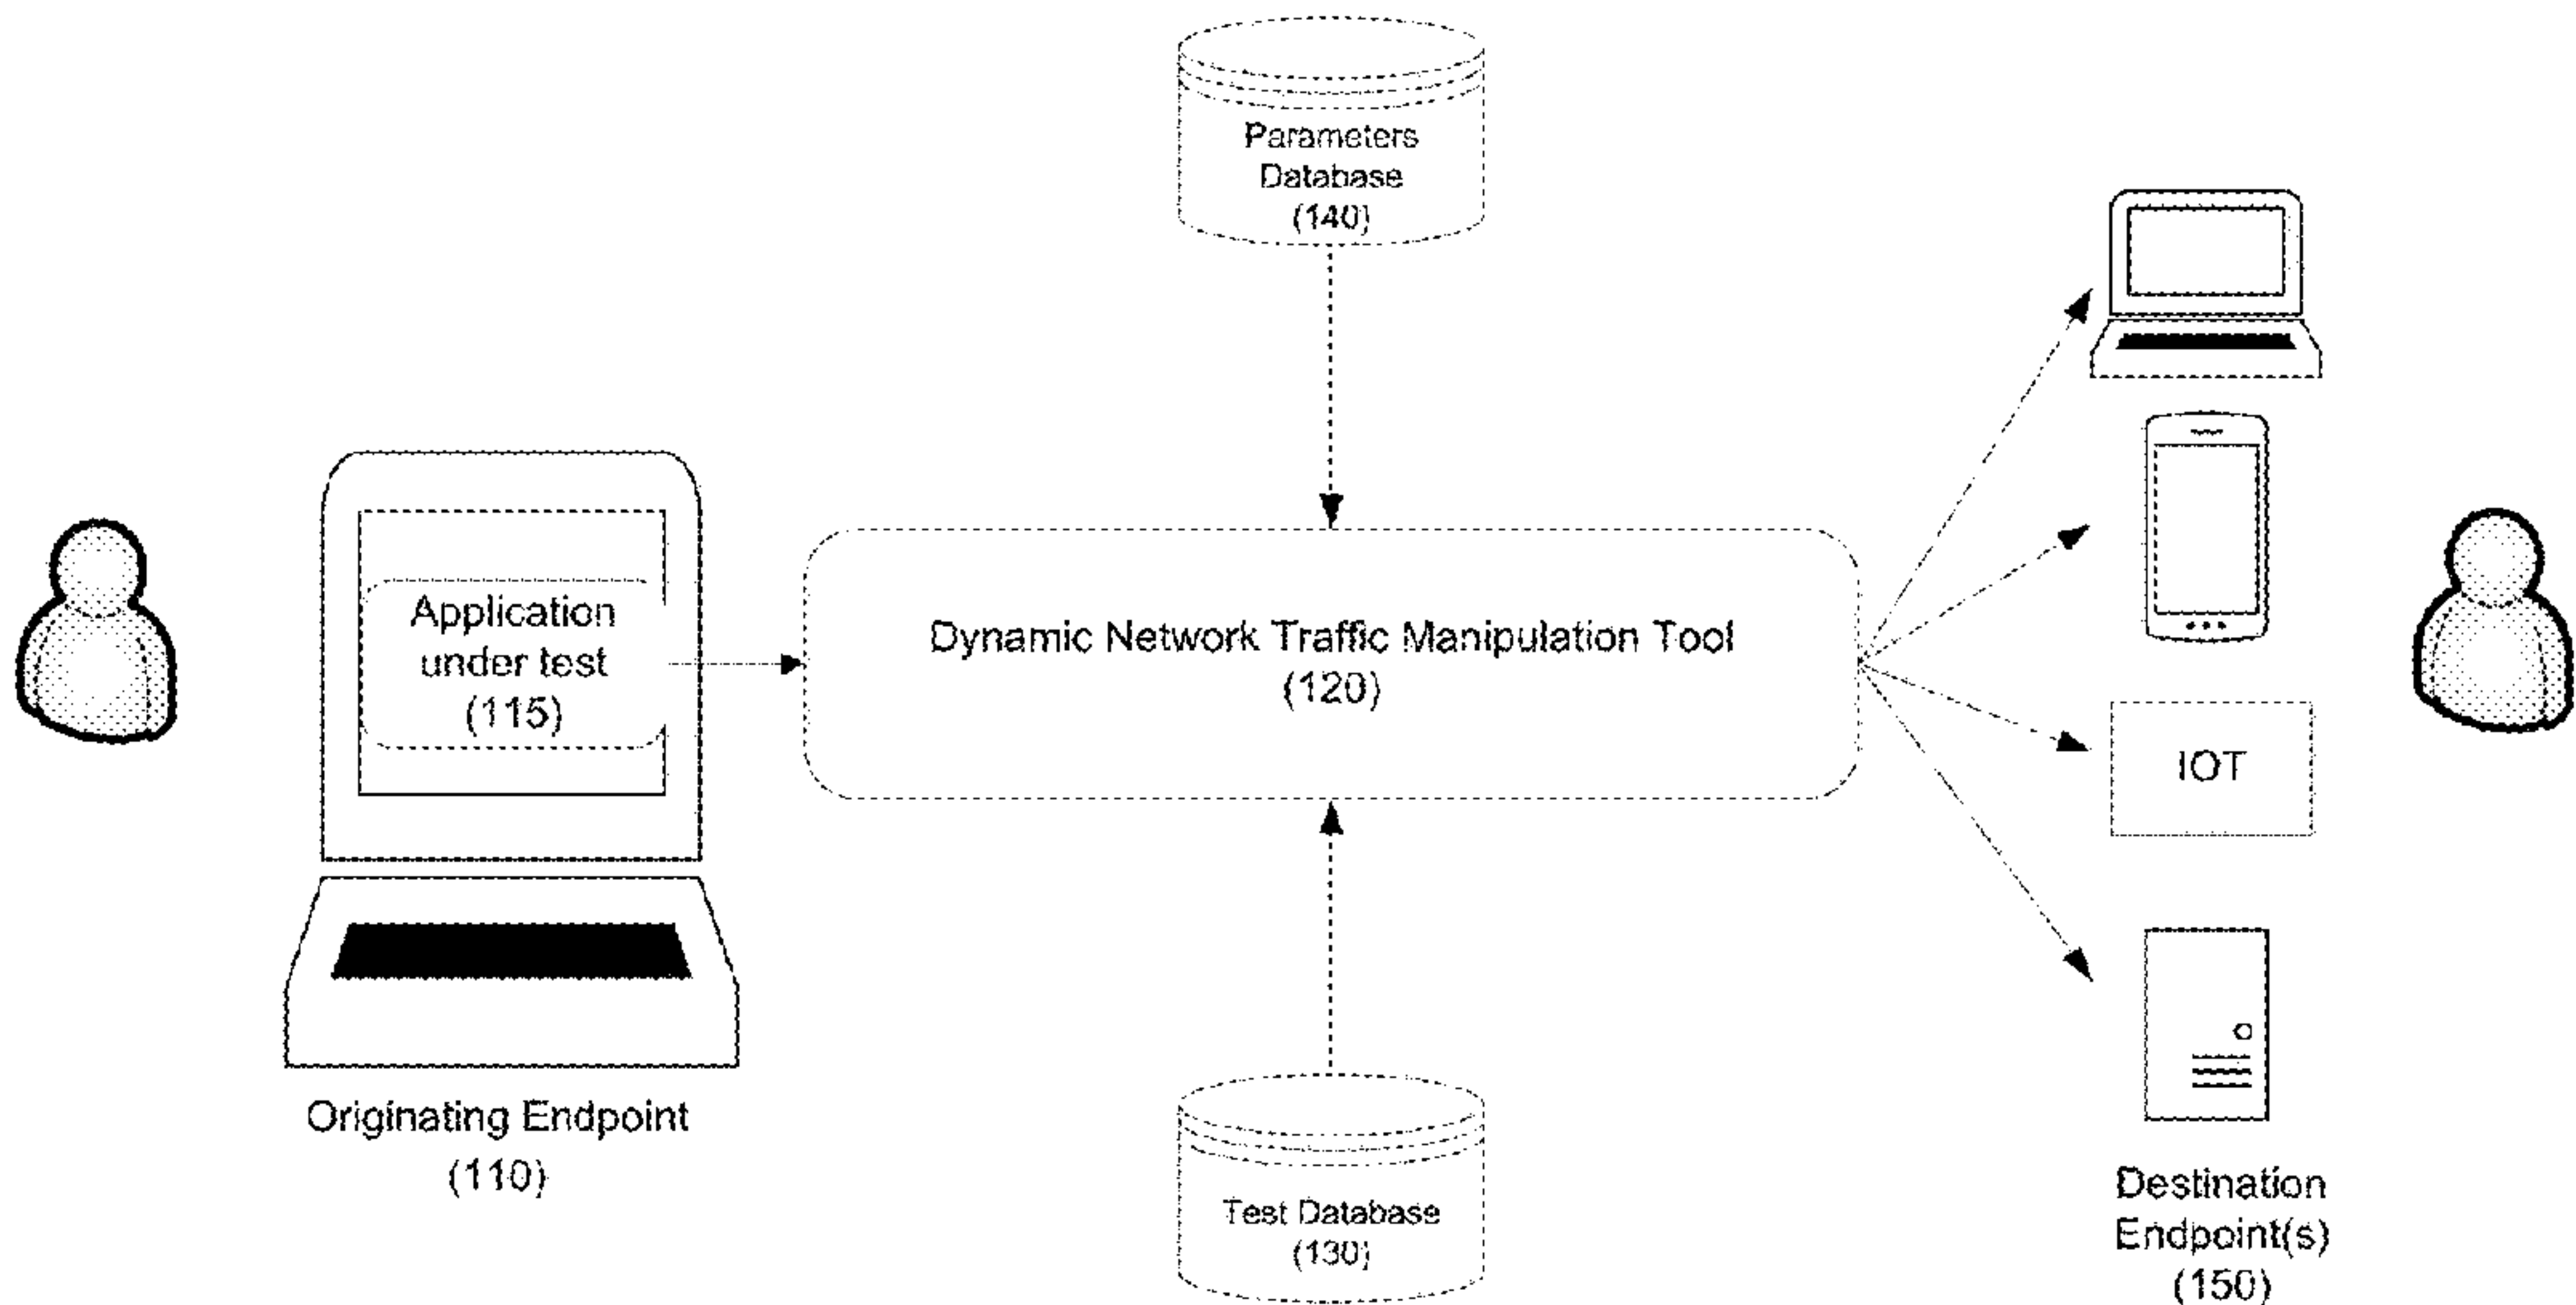 Parameters
Database
(140)
Application
under test
(115)
Dynamic Network Traffic Manipulation Tool
(120)
IOT
Originating Endpoint
(110)
Test Database
(130)
Destination
Endpoint(s)
(150)